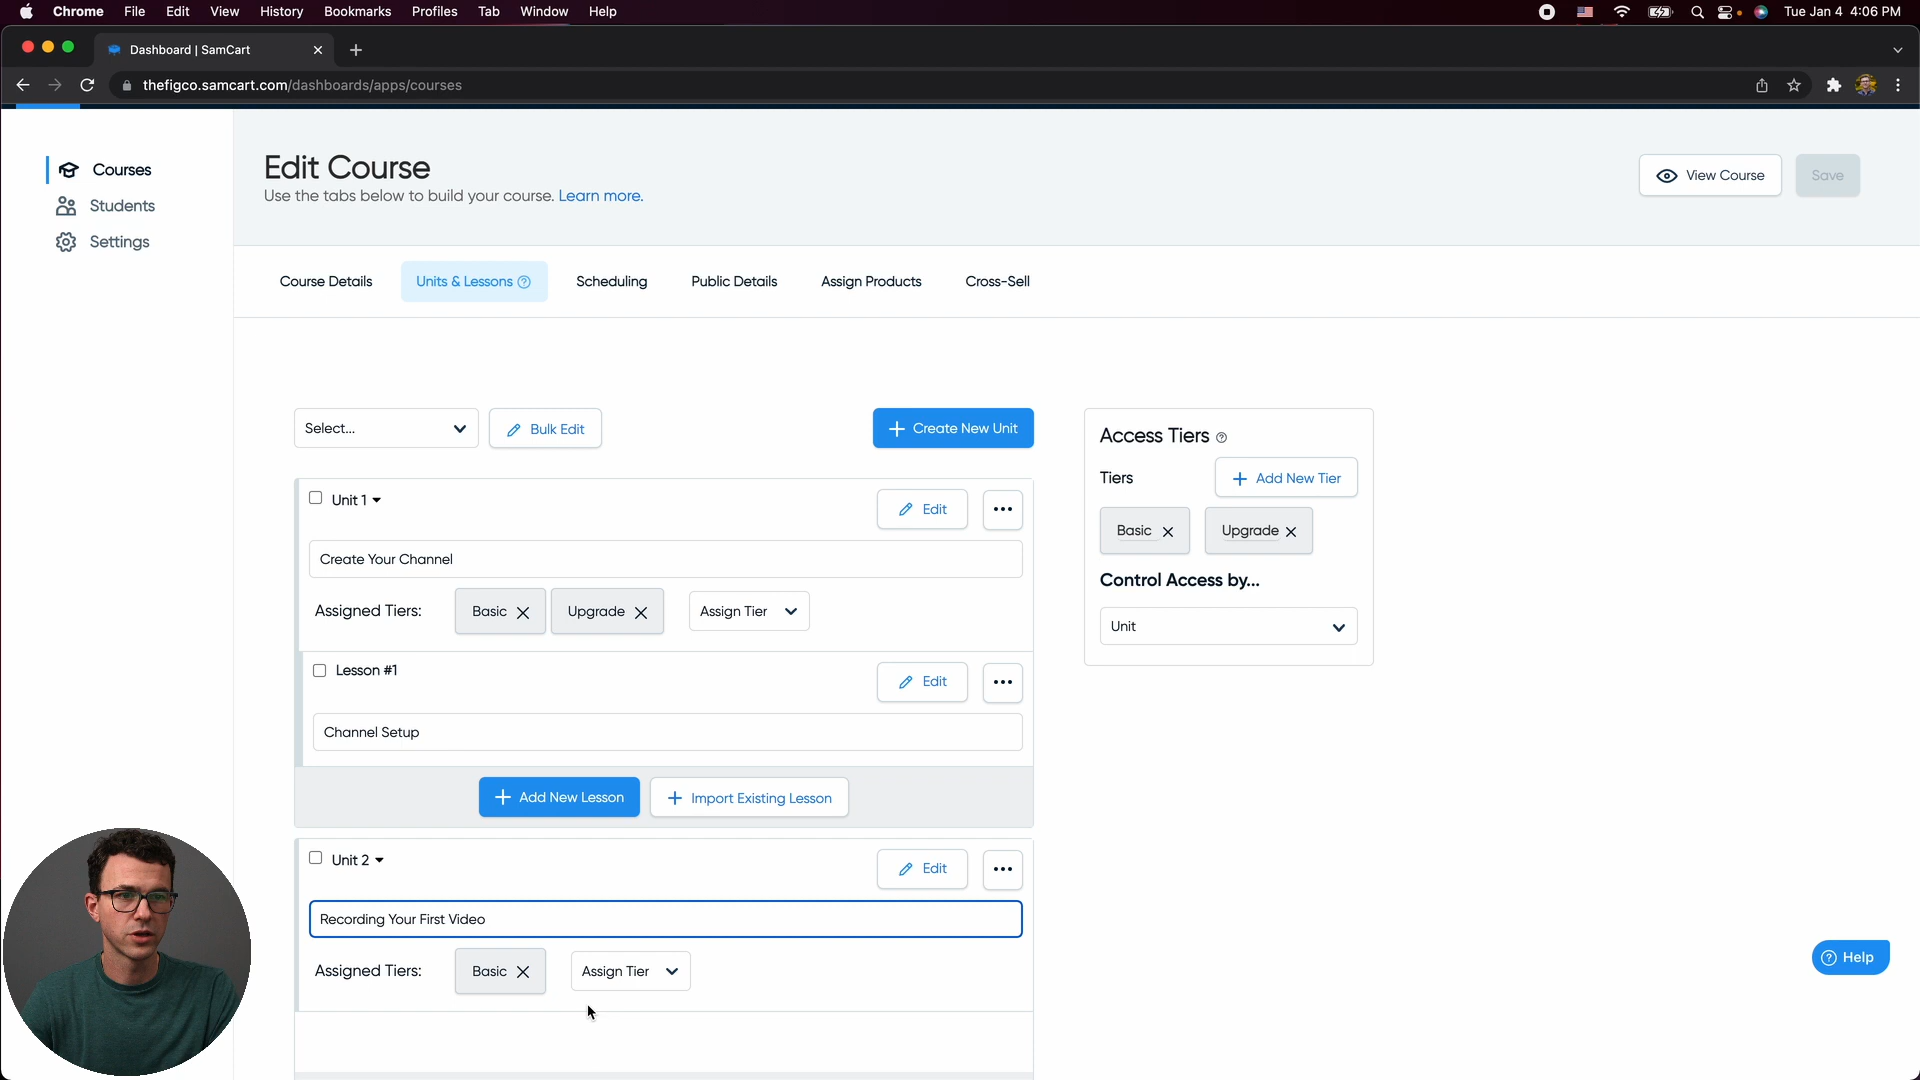 Chrome File Edit View History Bookmarks Profiles Tab Window Help Tue Jan 4 4:06 PM
Dashboard | SamCart
thefigco.samcart.com/dashboards/apps/courses
Courses
Students
Settings
Edit Course
Use the tabs below to build your course. Learn more.
View Course
Save
Course Details Units & Lessons Scheduling Public Details Assign Products Cross-Sell
Select...
Bulk Edit
+ Create New Unit
Unit 1
Edit
Create Your Channel
Assigned Tiers: Basic Upgrade Assign Tier
Lesson #1
Edit
Channel Setup
+ Add New Lesson
+ Import Existing Lesson
Unit 2
Edit
Recording Your First Video
Assigned Tiers: Basic Assign Tier
Access Tiers
Tiers
+ Add New Tier
Basic Upgrade
Control Access by...
Unit
Help